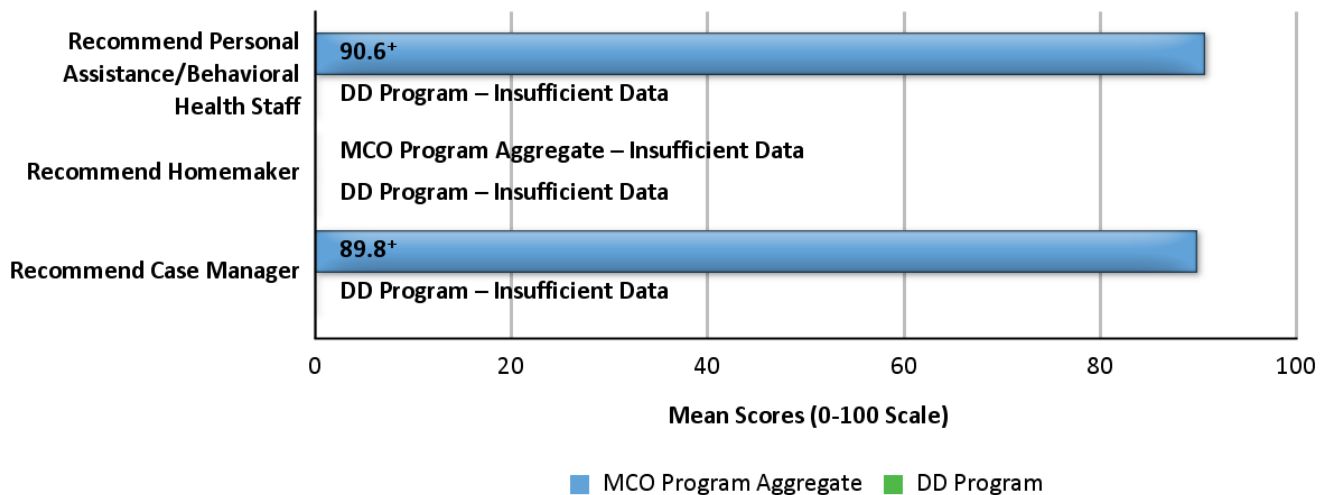 Recommend Personal
Assistance/Behavioral
Health Staff
90.6⁺
DD Program – Insufficient Data
Recommend Homemaker
MCO Program Aggregate – Insufficient Data
DD Program – Insufficient Data
Recommend Case Manager
89.8⁺
DD Program – Insufficient Data
0 20 40 60 80 100
Mean Scores (0-100 Scale)
MCO Program Aggregate DD Program